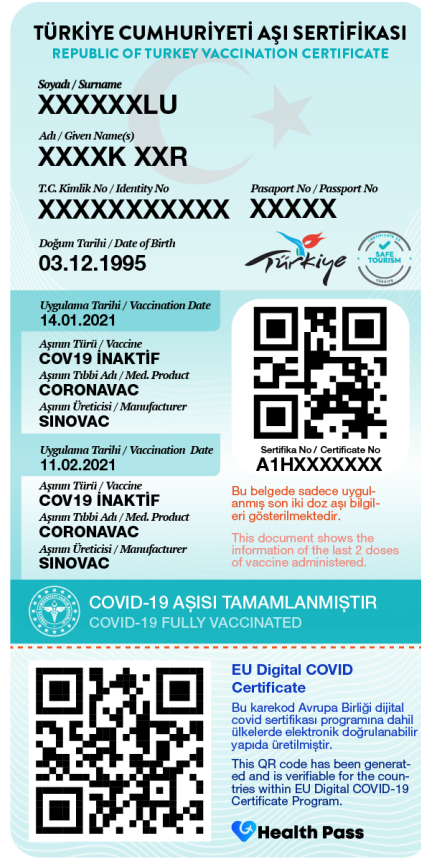 TÜRKİYE CUMHURİYETİ AŞI SERTİFİKASI
REPUBLIC OF TURKEY VACCINATION CERTIFICATE
Soyadı / Surname
XXXXXXLU
Adı / Given Name(s)
XXXXK XXR
T.C. Kimlik No / Identity No
XXXXXXXXXXX
Pasaport No / Passport No
XXXXX
Doğum Tarihi / Date of Birth
03.12.1995
Türkiye
SAFE
TOURISM
Uygulama Tarihi / Vaccination Date
14.01.2021
Aşının Türü / Vaccine
COV19 İNAKTİF
Aşının Tıbbi Adı / Med. Product
CORONAVAC
Aşının Üreticisi / Manufacturer
SINOVAC
Uygulama Tarihi / Vaccination Date
11.02.2021
Aşının Türü / Vaccine
COV19 İNAKTİF
Aşının Tıbbi Adı / Med. Product
CORONAVAC
Aşının Üreticisi / Manufacturer
SINOVAC
Sertifika No / Certificate No
A1HXXXXXXX
Bu belgede sadece uygul-
anmış son iki doz aşı bilgil-
eri gösterilmektedir.
This document shows the
information of the last 2 doses
of vaccine administered.
COVID-19 AŞISI TAMAMLANMIŞTIR
COVID-19 FULLY VACCINATED
EU Digital COVID
Certificate
Bu karekod Avrupa Birliği dijital
covid sertifikası programına dahil
ülkelerde elektronik doğrulanabilir
yapıda üretilmiştir.
This QR code has been generat-
ed and is verifiable for the coun-
tries within EU Digital COVID-19
Certificate Program.
Health Pass